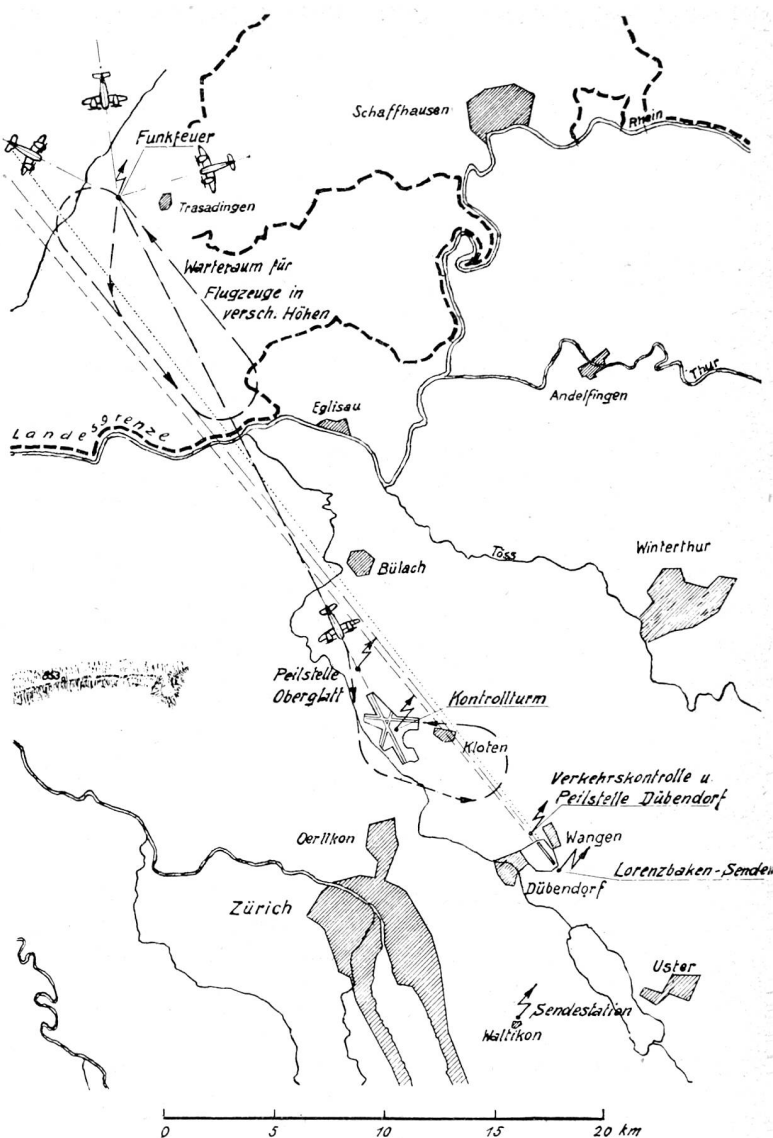 Schaffhausen
Rhein
Funkfeuer
Trasadingen
Warteraum für
Flugzeuge in
versch. Höhen
Thur
Andelfingen
Eglisau
Landesgrenze
Töss
Winterthur
Bülach
853
Peilstelle
Oberglatt
Kontrollturm
Kloten
Verkehrskontrolle u.
Peilstelle Dübendorf
Oerlikon
Wangen
Lorenzbaken-Sender
Dübendorf
Zürich
Uster
Sendestation
Waltikon
0 5 10 15 20 km